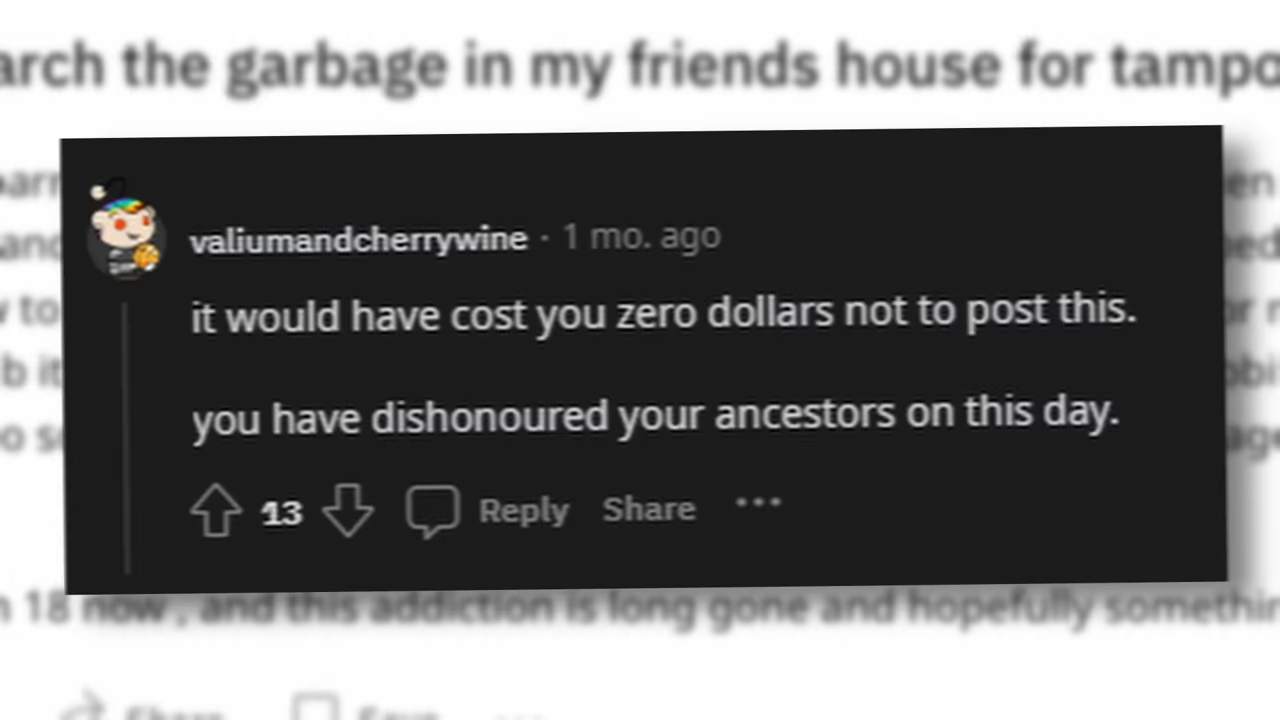 arch the garbage in my friends house for tampo
valiumandcherrywine · 1 mo. ago
it would have cost you zero dollars not to post this.
you have dishonoured your ancestors on this day.
13 Reply Share ...
18 now , and this addiction is long gone and hopefully somethin
Share Save ...